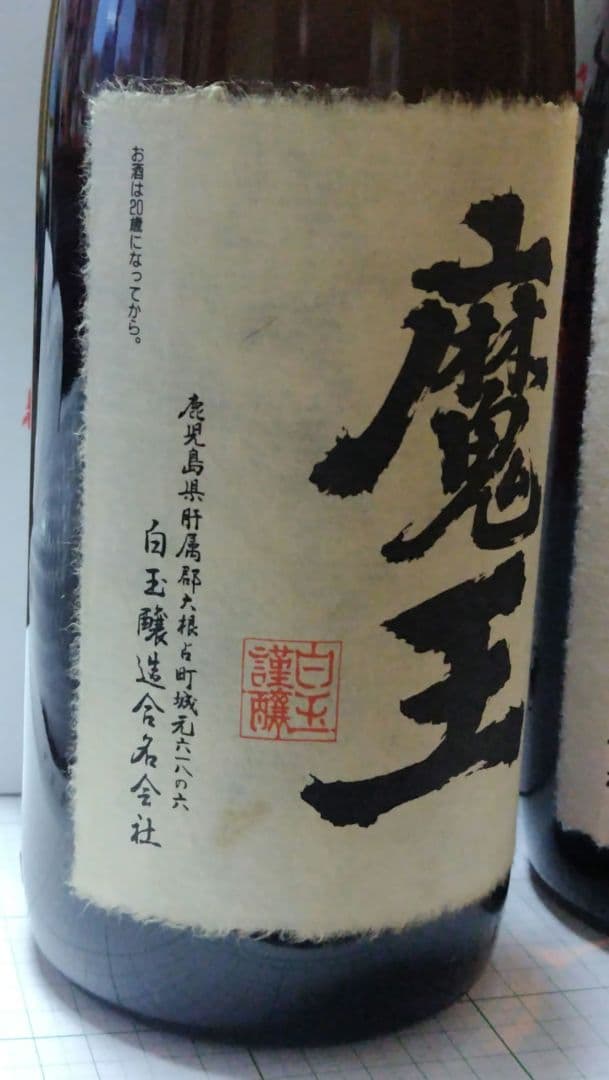 魔王
白玉
謹醸
鹿児島県肝属郡大根占町城元六一八の六
白玉醸造合名会社
お酒は20歳になってから。